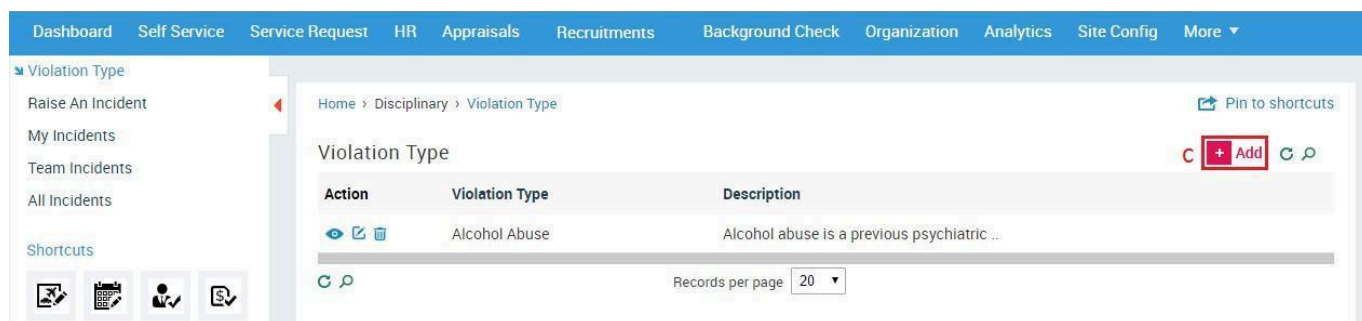 Dashboard Self Service Service Request HR Appraisals Recruitments Background Check Organization Analytics Site Config More
Violation Type
Raise An Incident
My Incidents
Team Incidents
All Incidents
Shortcuts
Home › Disciplinary › Violation Type
Pin to shortcuts
Violation Type
C + Add
Action Violation Type Description
Alcohol Abuse Alcohol abuse is a previous psychiatric ..
Records per page 20